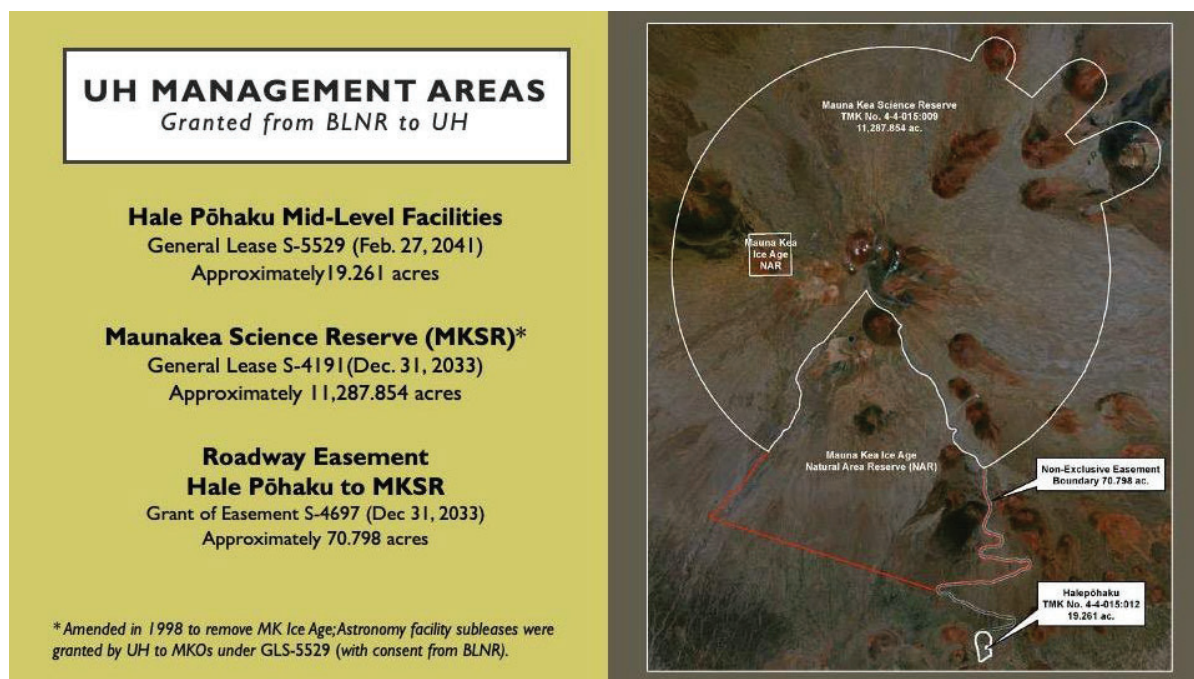 UH MANAGEMENT AREAS
Granted from BLNR to UH
Hale Pōhaku Mid-Level Facilities
General Lease S-5529 (Feb. 27, 2041)
Approximately19.261 acres
Maunakea Science Reserve (MKSR)*
General Lease S-4191(Dec. 31, 2033)
Approximately 11,287.854 acres
Roadway Easement
Hale Pōhaku to MKSR
Grant of Easement S-4697 (Dec 31, 2033)
Approximately 70.798 acres
* Amended in 1998 to remove MK Ice Age; Astronomy facility subleases were
granted by UH to MKOs under GLS-5529 (with consent from BLNR).
Mauna Kea Science Reserve
TMK No. 4-4-015:009
11,287.854 ac.
Mauna Kea
Ice Age
NAR
Mauna Kea Ice Age
Natural Area Reserve (NAR)
Non-Exclusive Easement
Boundary 70.798 ac.
Halepōhaku
TMK No. 4-4-015:012
19.261 ac.